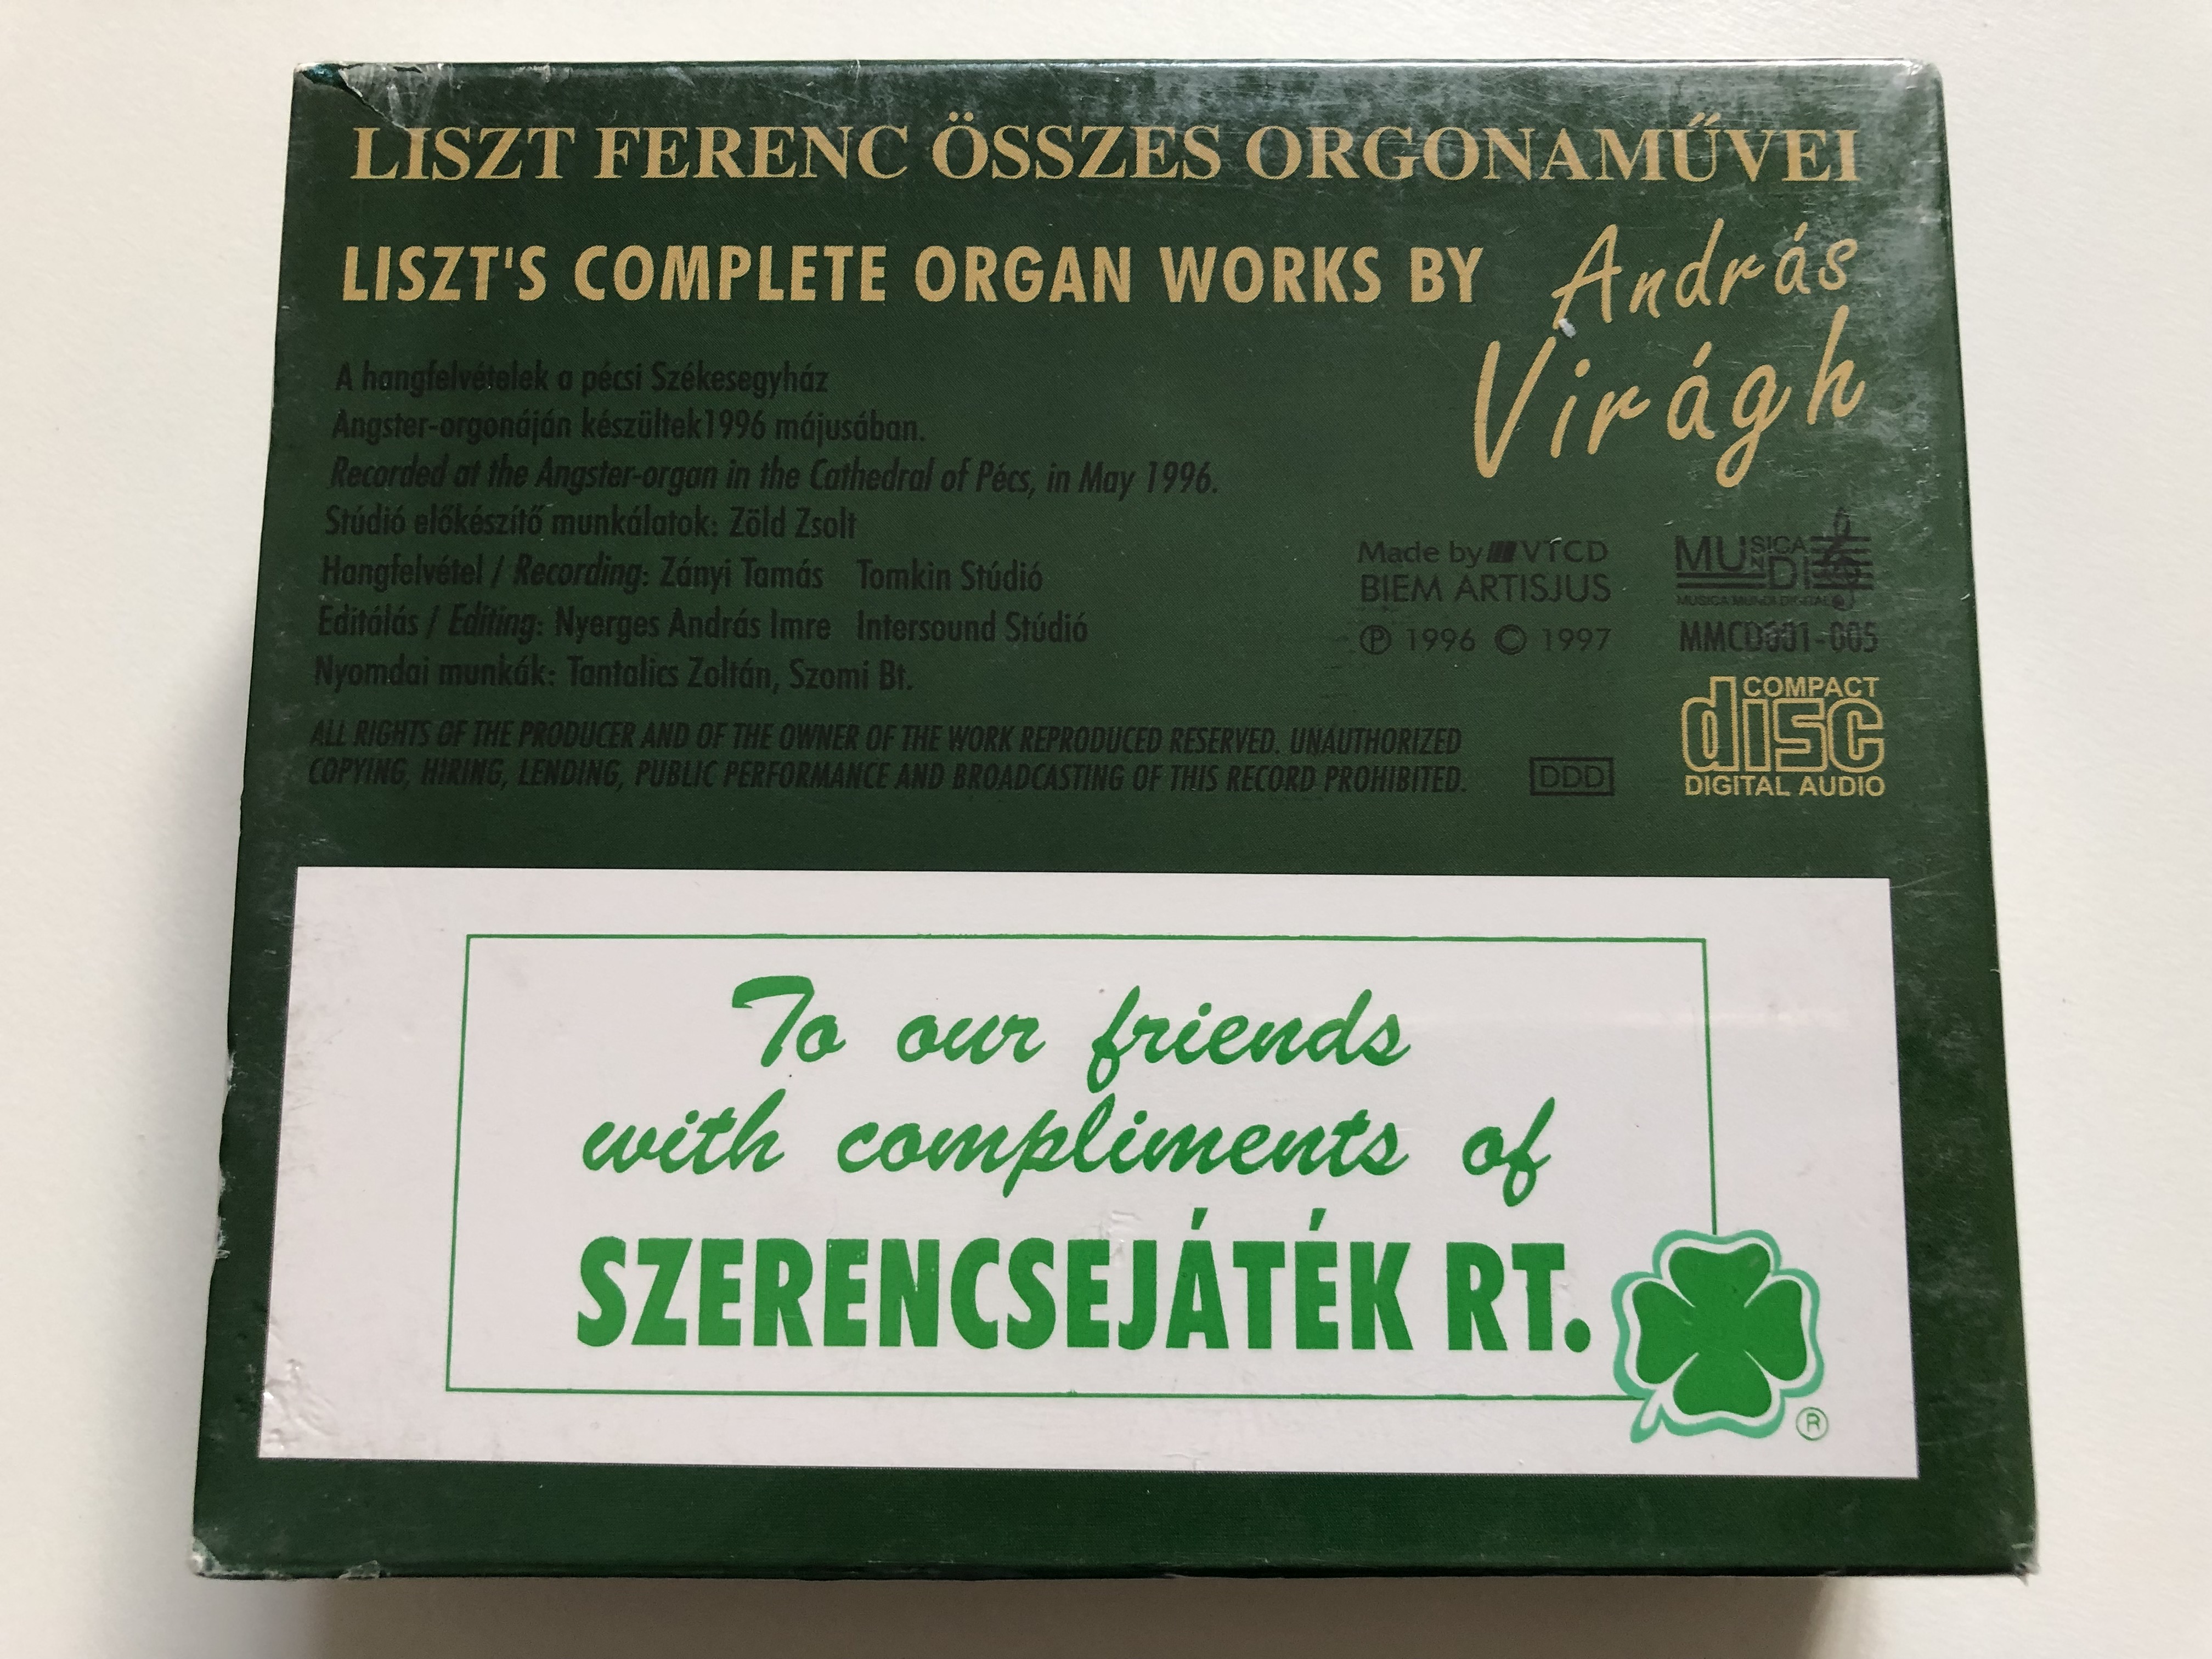 LISZT FERENC ÖSSZES ORGONAMŰVEI
LISZT'S COMPLETE ORGAN WORKS BY András
Virágh
A hangfelvételek a pécsi Székesegyház
Angster-orgonáján készültek1996 májusában.
Recorded at the Angster-organ in the Cathedral of Pécs, in May 1996.
Stúdió előkészítő munkálatok: Zöld Zsolt
Hangfelvétel / Recording: Zányi Tamás Tomkin Stúdió
Editálás / Editing: Nyerges András Imre Intersound Stúdió
Nyomdai munkák: Tantalics Zoltán, Szomi Bt.
Made by VTCD
BIEM ARTISJUS
℗ 1996 © 1997
MUSICA
MUNDI
MUSICA MUNDI DIGITAL
MMCD001-005
ALL RIGHTS OF THE PRODUCER AND OF THE OWNER OF THE WORK REPRODUCED RESERVED. UNAUTHORIZED
COPYING, HIRING, LENDING, PUBLIC PERFORMANCE AND BROADCASTING OF THIS RECORD PROHIBITED.
DDD
COMPACT
disc
DIGITAL AUDIO
To our friends
with compliments of
SZERENCSEJÁTÉK RT.
®